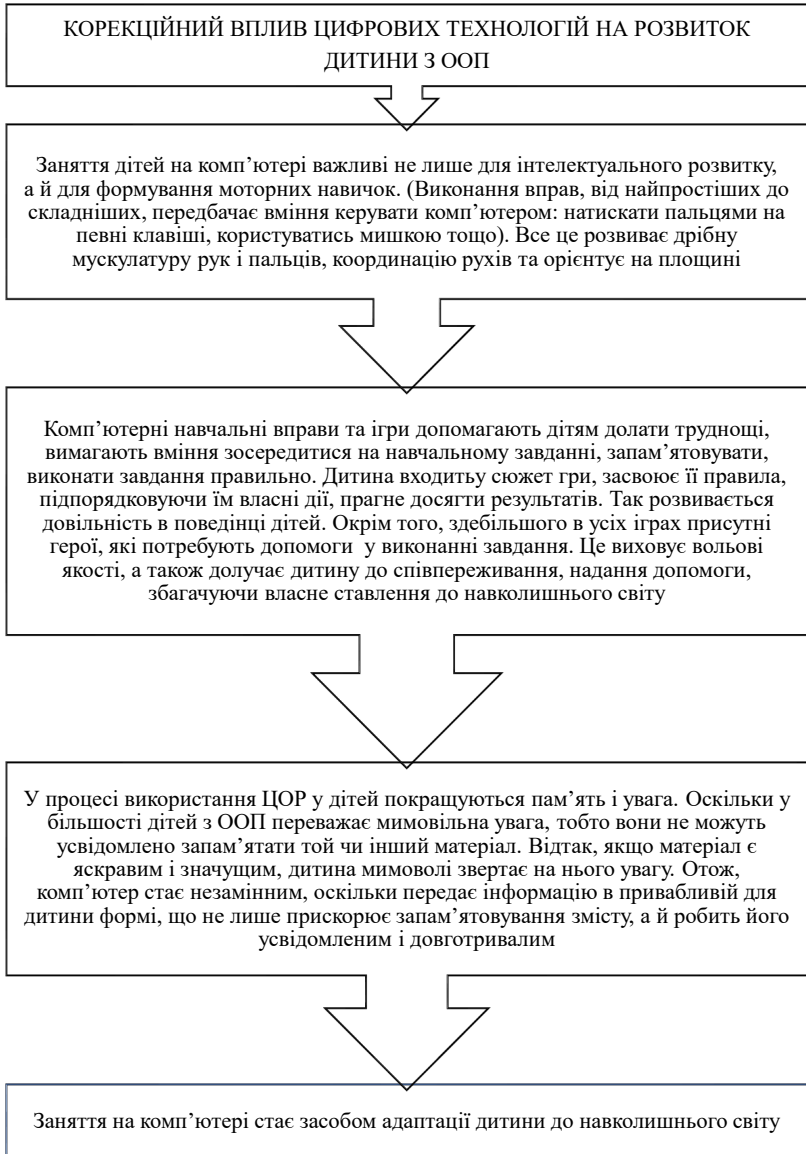 КОРЕКЦІЙНИЙ ВПЛИВ ЦИФРОВИХ ТЕХНОЛОГІЙ НА РОЗВИТОК
ДИТИНИ З ООП
Заняття дітей на комп’ютері важливі не лише для інтелектуального розвитку,
а й для формування моторних навичок. (Виконання вправ, від найпростіших до
складніших, передбачає вміння керувати комп’ютером: натискати пальцями на
певні клавіші, користуватись мишкою тощо). Все це розвиває дрібну
мускулатуру рук і пальців, координацію рухів та орієнтує на площині
Комп’ютерні навчальні вправи та ігри допомагають дітям долати труднощі,
вимагають вміння зосередитися на навчальному завданні, запам’ятовувати,
виконати завдання правильно. Дитина входитьу сюжет гри, засвоює її правила,
підпорядковуючи їм власні дії, прагне досягти результатів. Так розвивається
довільність в поведінці дітей. Окрім того, здебільшого в усіх іграх присутні
герої, які потребують допомоги  у виконанні завдання. Це виховує вольові
якості, а також долучає дитину до співпереживання, надання допомоги,
збагачуючи власне ставлення до навколишнього світу
У процесі використання ЦОР у дітей покращуються пам’ять і увага. Оскільки у
більшості дітей з ООП переважає мимовільна увага, тобто вони не можуть
усвідомлено запам’ятати той чи інший матеріал. Відтак, якщо матеріал є
яскравим і значущим, дитина мимоволі звертає на нього увагу. Отож,
комп’ютер стає незамінним, оскільки передає інформацію в привабливій для
дитини формі, що не лише прискорює запам’ятовування змісту, а й робить його
усвідомленим і довготривалим
Заняття на комп’ютері стає засобом адаптації дитини до навколишнього світу